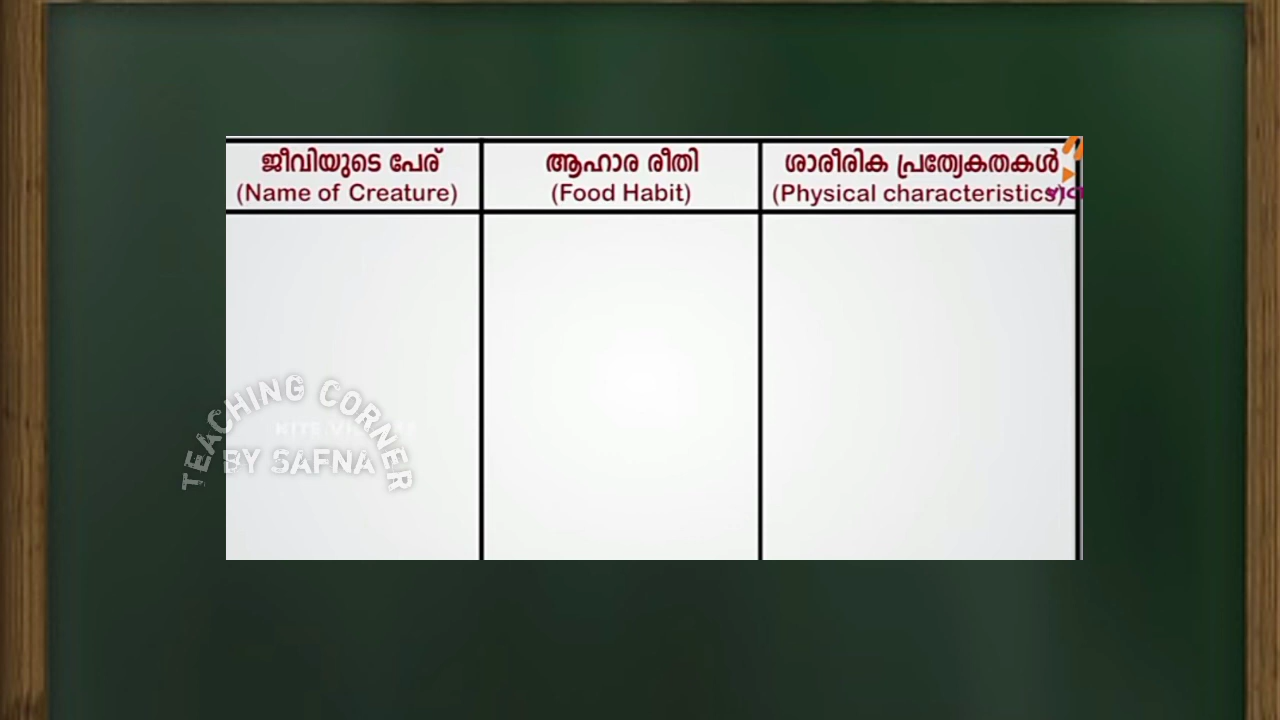 ജീവിയുടെ പേര്
(Name of Creature)
ആഹാര രീതി
(Food Habit)
ശാരീരിക പ്രത്യേകതകൾ
(Physical characteristics)
TEACHING CORNER
BY SAFNA